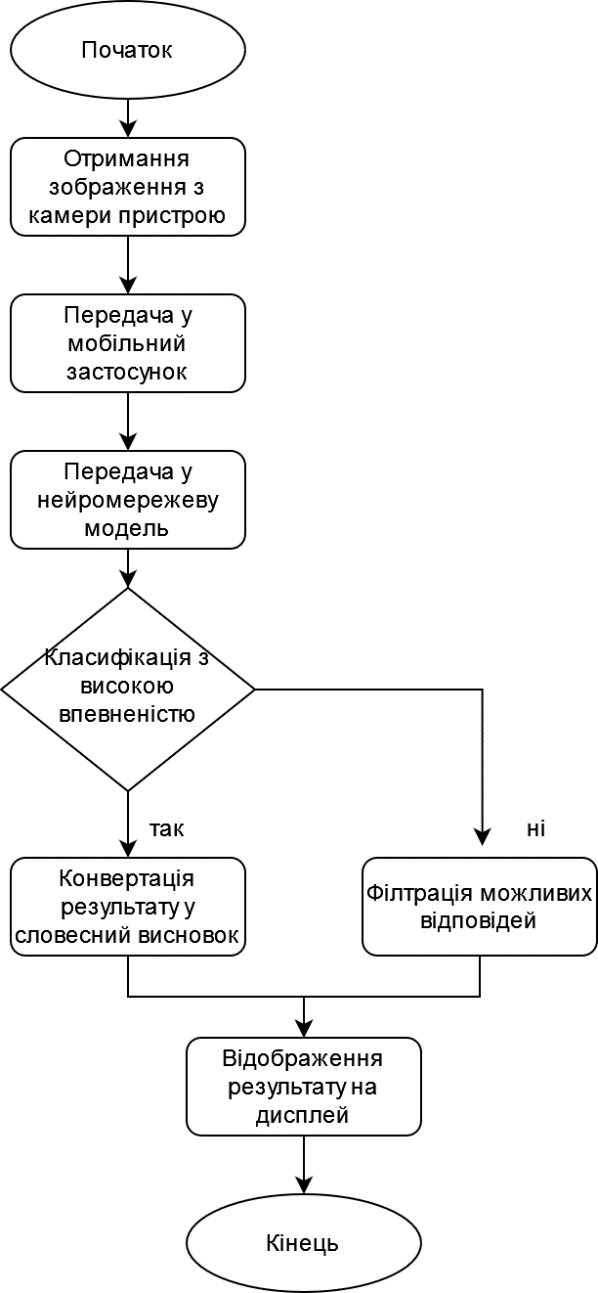 Початок
Отримання
зображення з
камери пристрою
Передача у
мобільний
застосунок
Передача у
нейромережеву
модель
Класифікація з
високою
впевненістю
так
ні
Конвертація
результату у
словесний висновок
Філтрація можливих
відповідей
Відображення
результату на
дисплей
Кінець